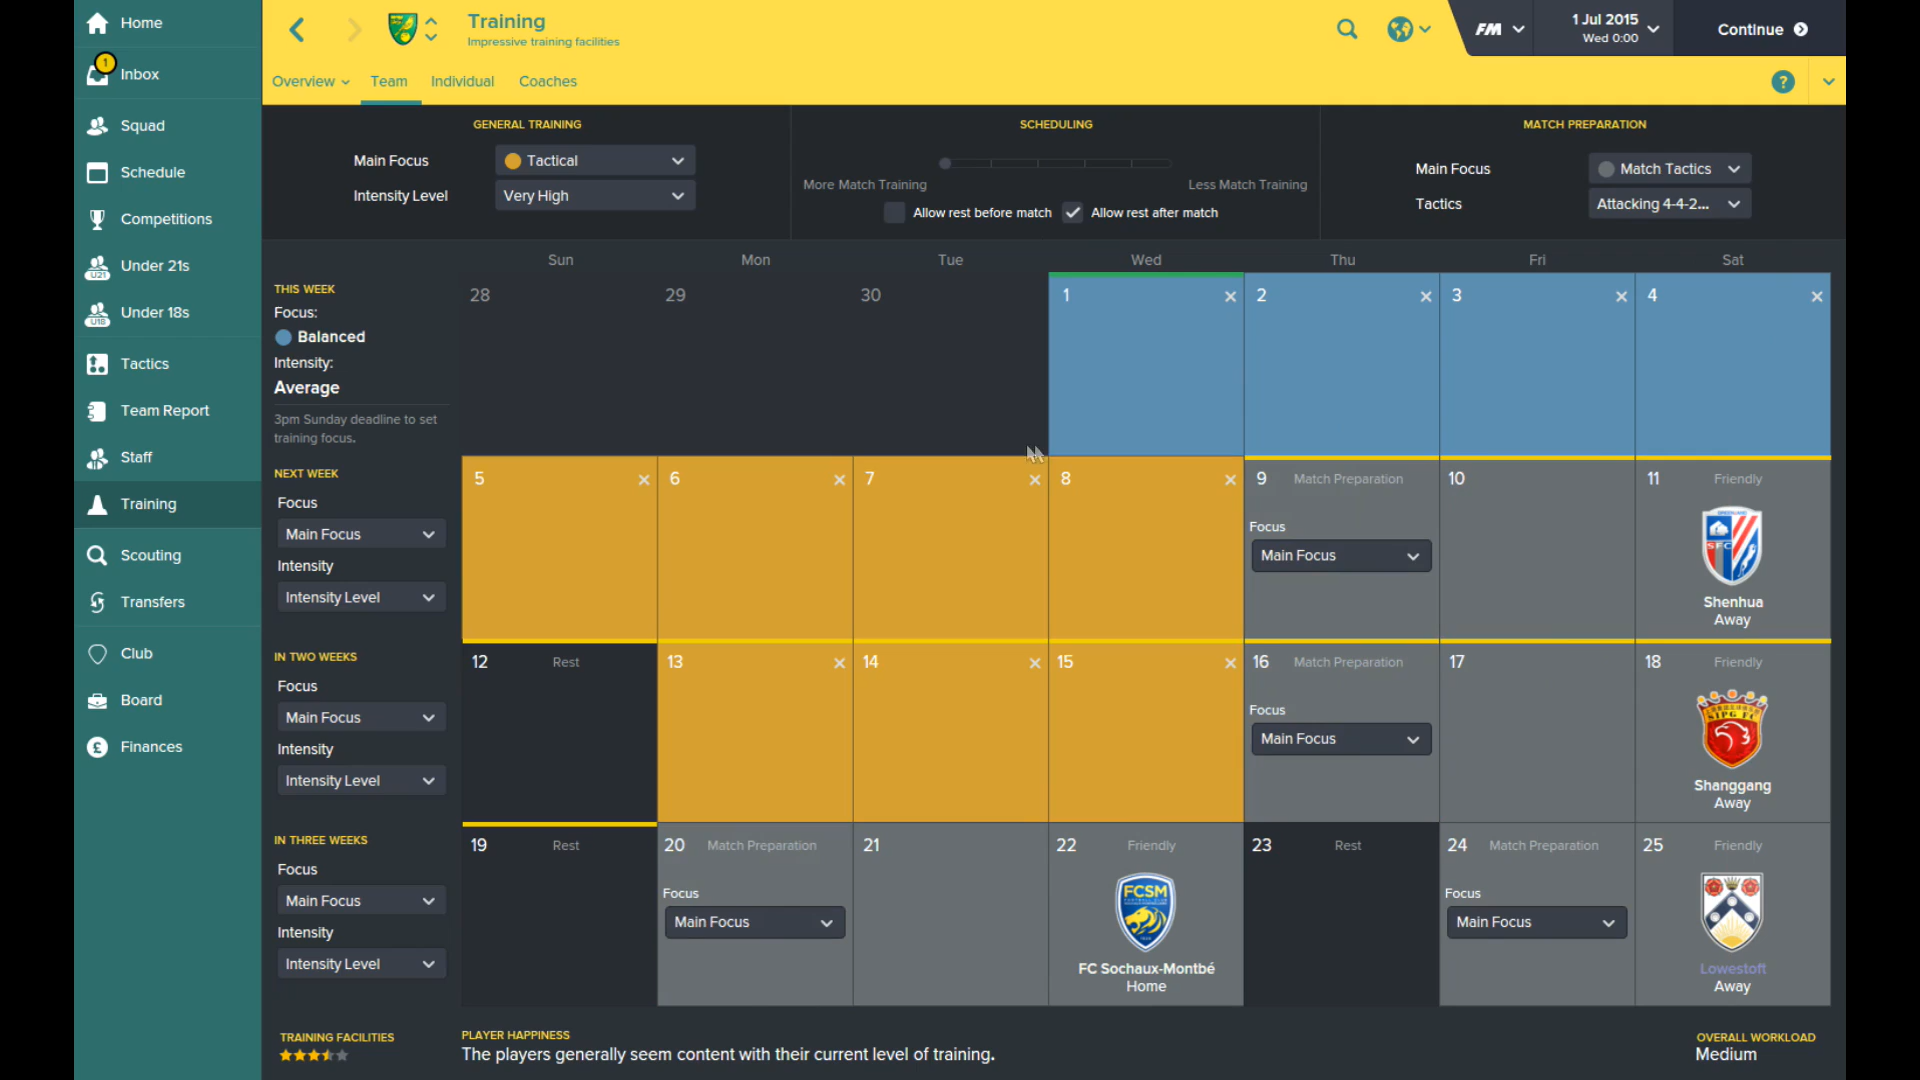 Home
1
Inbox
Squad
Schedule
Competitions
U21
Under 21s
U18
Under 18s
Tactics
Team Report
Staff
Training
Scouting
Transfers
Club
Board
£
Finances
Training
Impressive training facilities
FM
1 Jul 2015
Wed 0:00
Continue
Overview
Team
Individual
Coaches
?
GENERAL TRAINING
Main Focus
Tactical
Intensity Level
Very High
SCHEDULING
More Match Training
Less Match Training
Allow rest before match
Allow rest after match
MATCH PREPARATION
Main Focus
Match Tactics
Tactics
Attacking 4-4-2...
Sun Mon Tue Wed Thu Fri Sat
THIS WEEK
Focus:
Balanced
Intensity:
Average
3pm Sunday deadline to set
training focus.
28 29 30 1 2 3 4
NEXT WEEK
Focus
Main Focus
Intensity
Intensity Level
5 6 7 8
9 Match Preparation
Focus
Main Focus
10
11 Friendly
SFC
Shenhua
Away
IN TWO WEEKS
Focus
Main Focus
Intensity
Intensity Level
12 Rest
13 14 15
16 Match Preparation
Focus
Main Focus
17
18 Friendly
SIPG FC
Shanggang
Away
IN THREE WEEKS
Focus
Main Focus
Intensity
Intensity Level
19 Rest
20 Match Preparation
Focus
Main Focus
21
22 Friendly
FCSM
FC Sochaux-Montbé
Home
23 Rest
24 Match Preparation
Focus
Main Focus
25 Friendly
Lowestoft
Away
TRAINING FACILITIES
PLAYER HAPPINESS
The players generally seem content with their current level of training.
OVERALL WORKLOAD
Medium